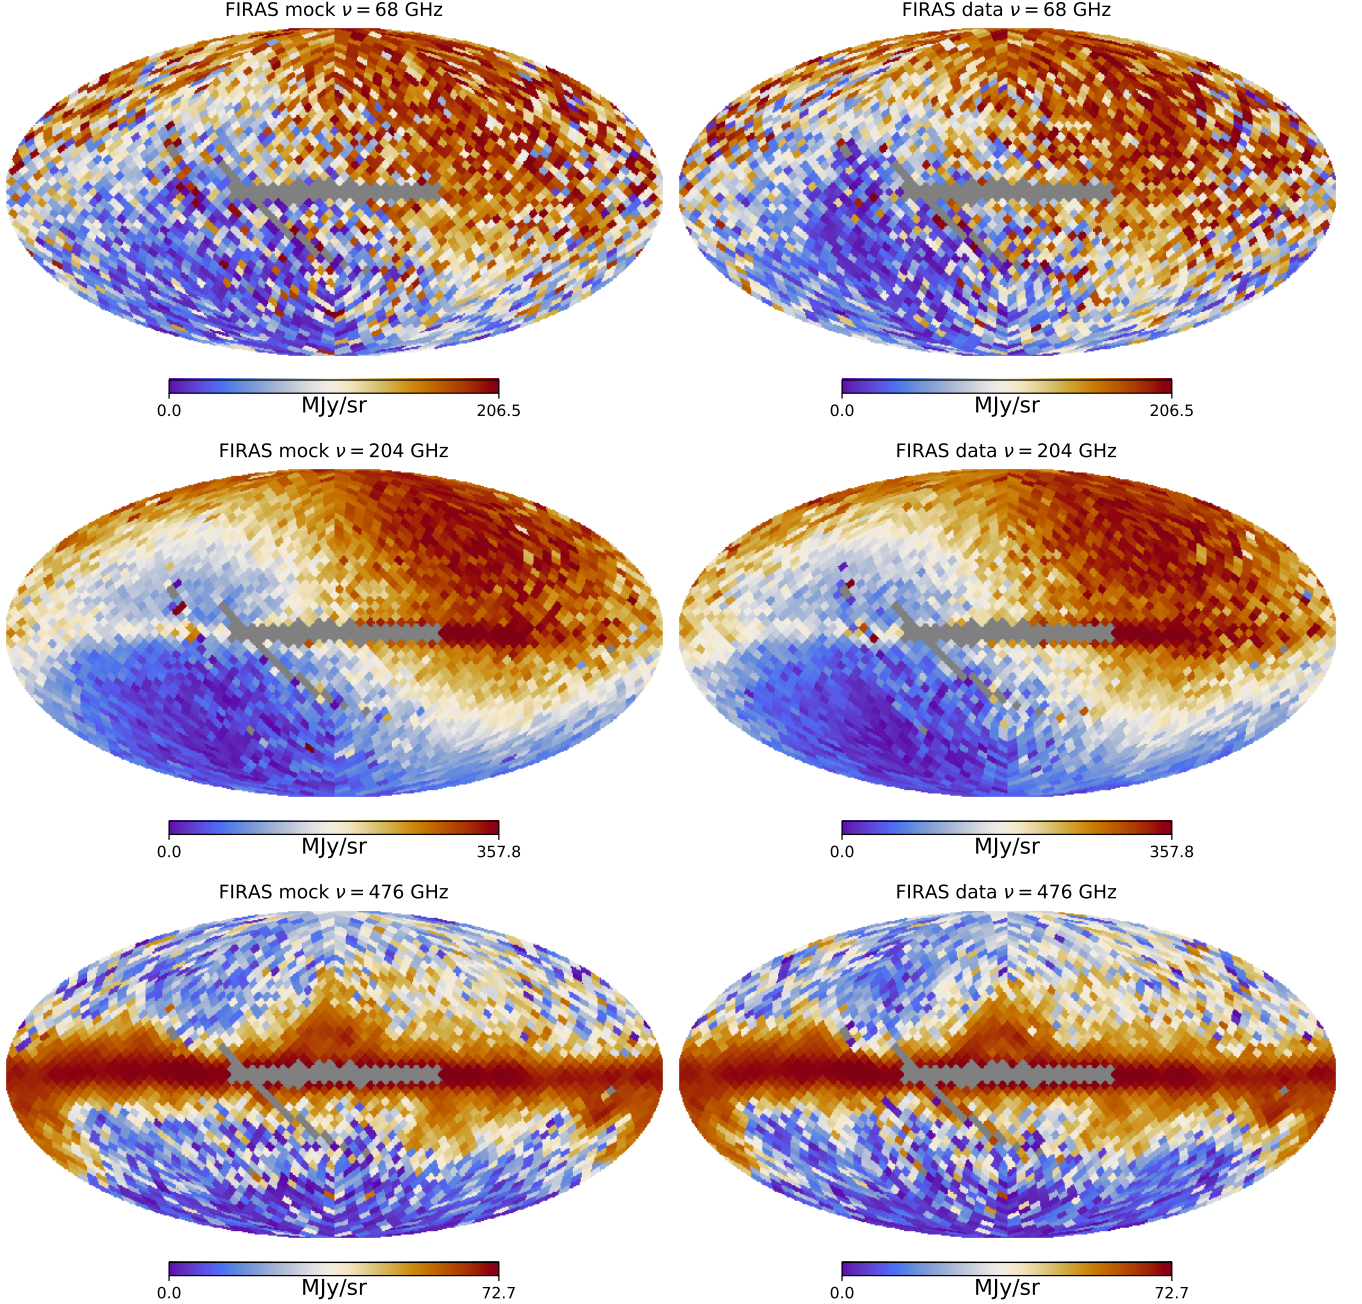 FIRAS mock ν = 68 GHz
FIRAS data ν = 68 GHz
0.0 MJy/sr 206.5
0.0 MJy/sr 206.5
FIRAS mock ν = 204 GHz
FIRAS data ν = 204 GHz
0.0 MJy/sr 357.8
0.0 MJy/sr 357.8
FIRAS mock ν = 476 GHz
FIRAS data ν = 476 GHz
0.0 MJy/sr 72.7
0.0 MJy/sr 72.7